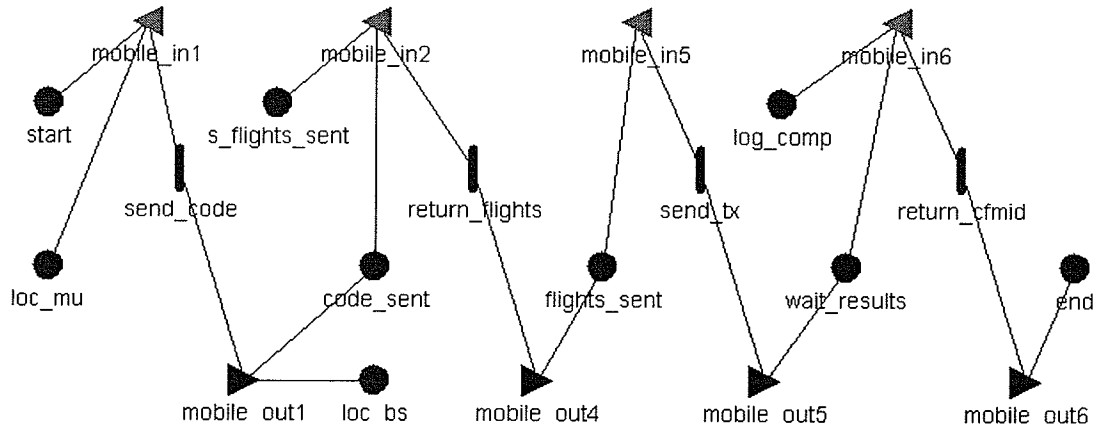 mobile_in1
mobile_in2
mobile_in5
mobile_in6
start
s_flights_sent
log_comp
send_code
return_flights
send_tx
return_cfmid
loc_mu
code_sent
flights_sent
wait_results
end
mobile_out1
loc_bs
mobile_out4
mobile_out5
mobile_out6